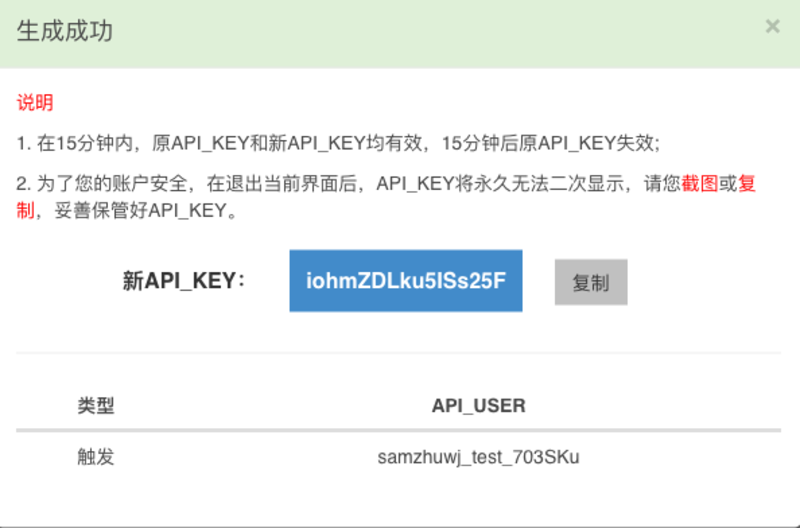 生成成功
×
说明
1. 在15分钟内，原API_KEY和新API_KEY均有效，15分钟后原API_KEY失效;
2. 为了您的账户安全，在退出当前界面后，API_KEY将永久无法二次显示，请您截图或复
制，妥善保管好API_KEY。
新API_KEY： iohmZDLku5ISs25F 复制
类型 API_USER
触发 samzhuwj_test_703SKu